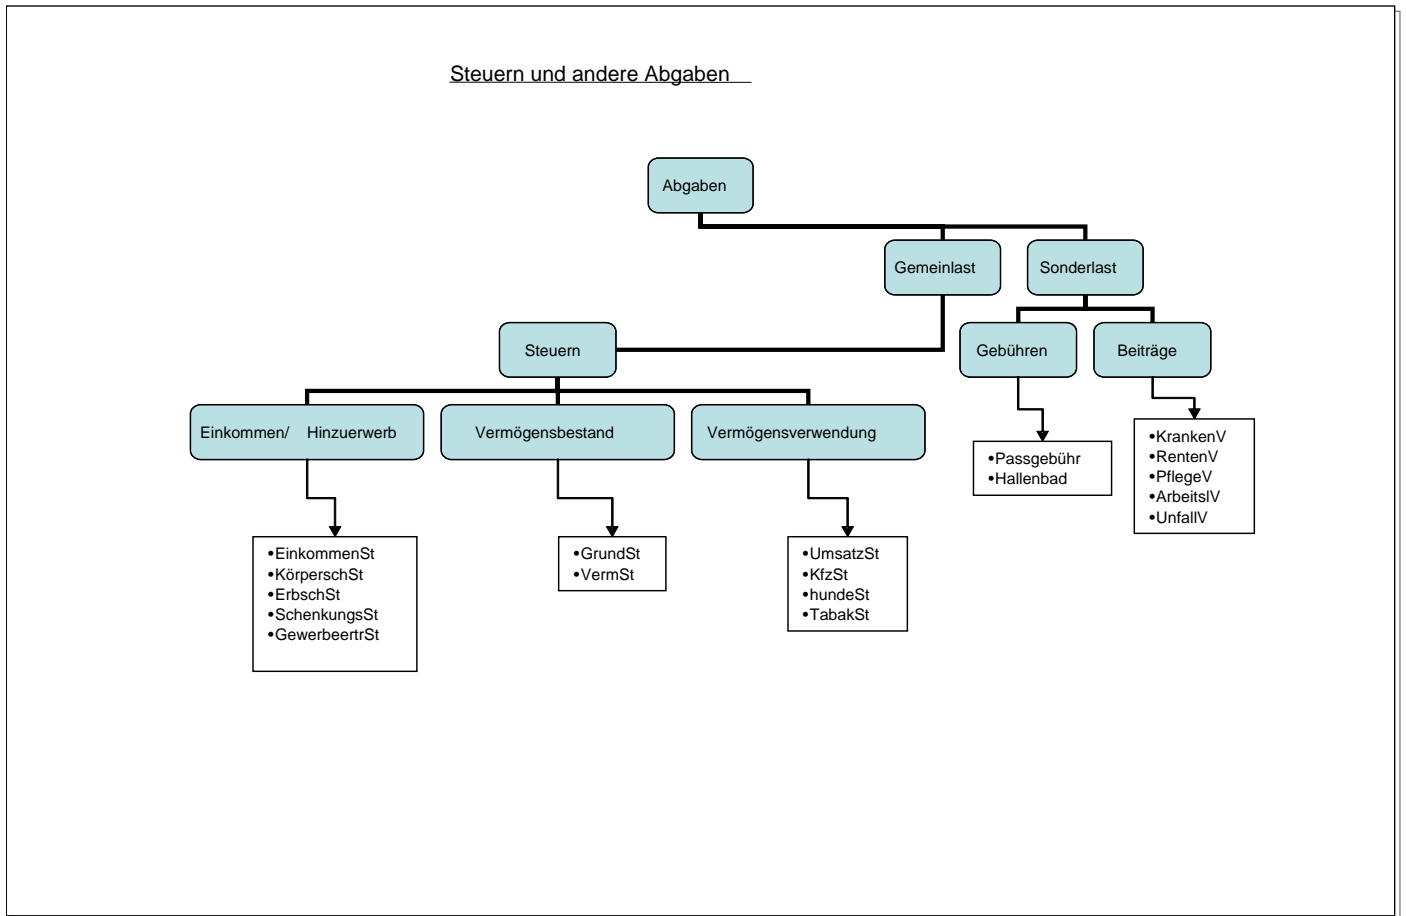 Steuern und andere Abgaben
Abgaben
Gemeinlast
Sonderlast
Steuern
Gebühren
Beiträge
Einkommen/ Hinzuerwerb
Vermögensbestand
Vermögensverwendung
•Passgebühr
•Hallenbad
•KrankenV
•RentenV
•PflegeV
•ArbeitslV
•UnfallV
•EinkommenSt
•KörperschSt
•ErbschSt
•SchenkungsSt
•GewerbeertrSt
•GrundSt
•VermSt
•UmsatzSt
•KfzSt
•hundeSt
•TabakSt